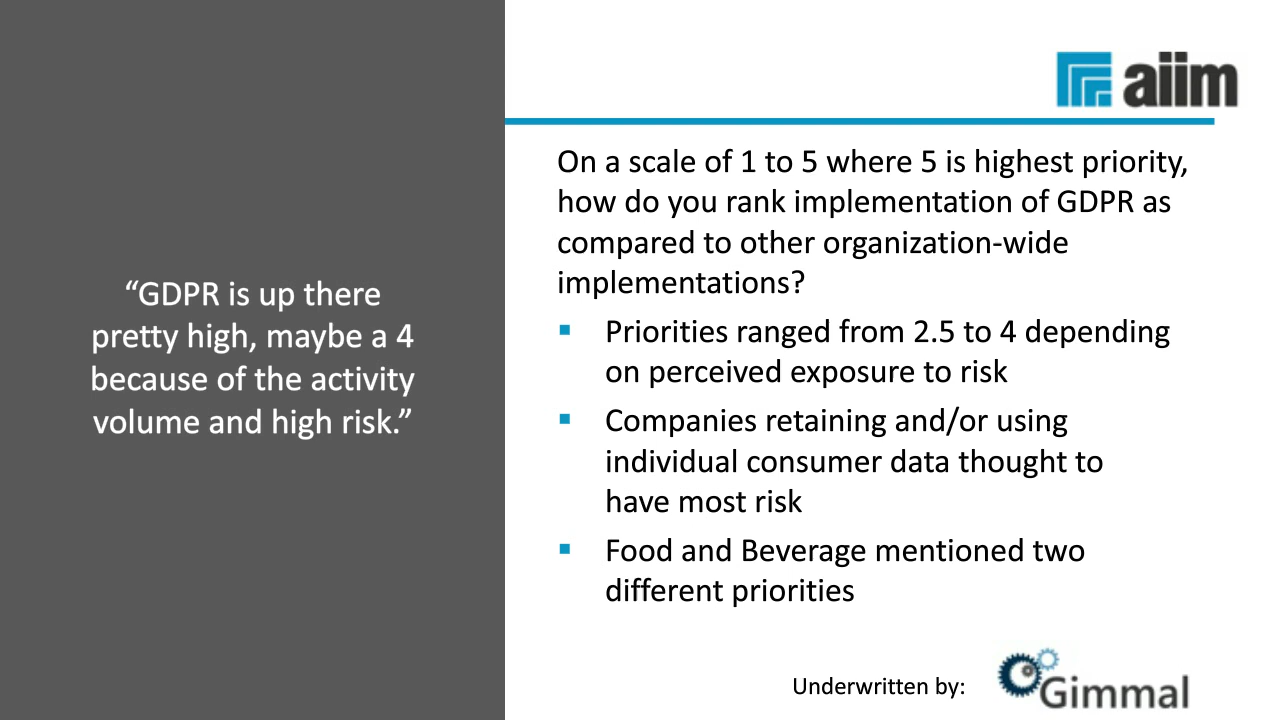 “GDPR is up there
pretty high, maybe a 4
because of the activity
volume and high risk.”
aiim
On a scale of 1 to 5 where 5 is highest priority,
how do you rank implementation of GDPR as
compared to other organization-wide
implementations?
▪ Priorities ranged from 2.5 to 4 depending
on perceived exposure to risk
▪ Companies retaining and/or using
individual consumer data thought to
have most risk
▪ Food and Beverage mentioned two
different priorities
Underwritten by:
Gimmal